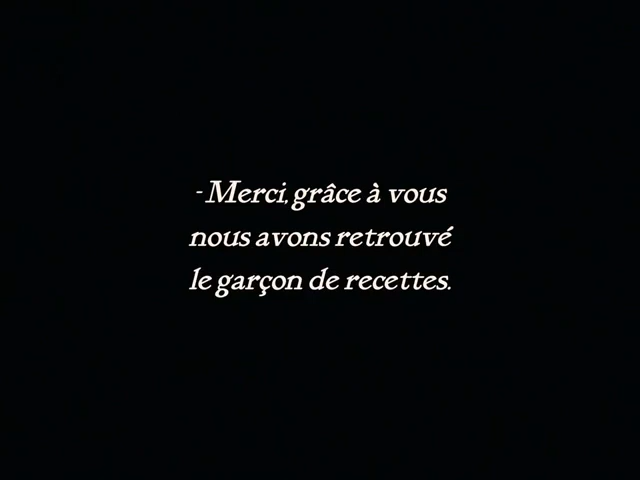 - Merci, grâce à vous
nous avons retrouvé
le garçon de recettes.